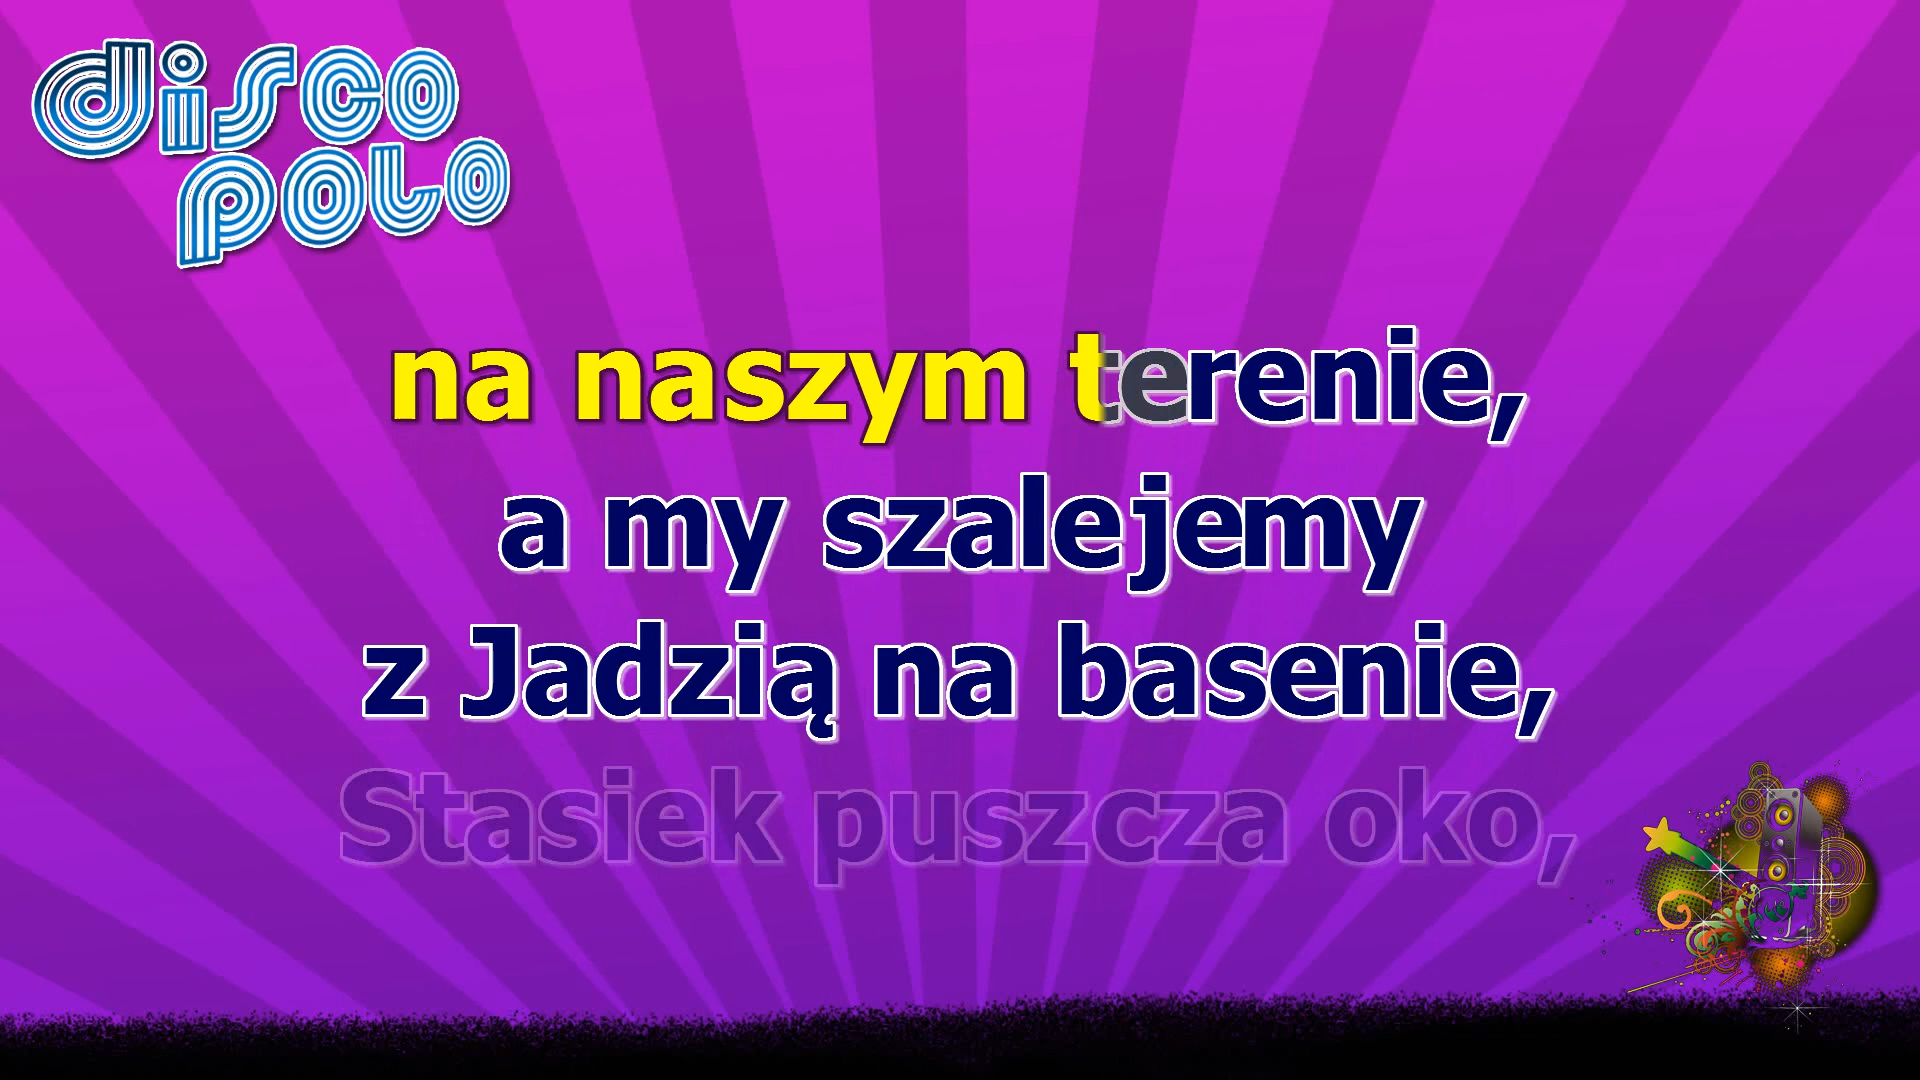 disco
polo
na naszym terenie,
a my szalejemy
z Jadzią na basenie,
Stasiek puszcza oko,